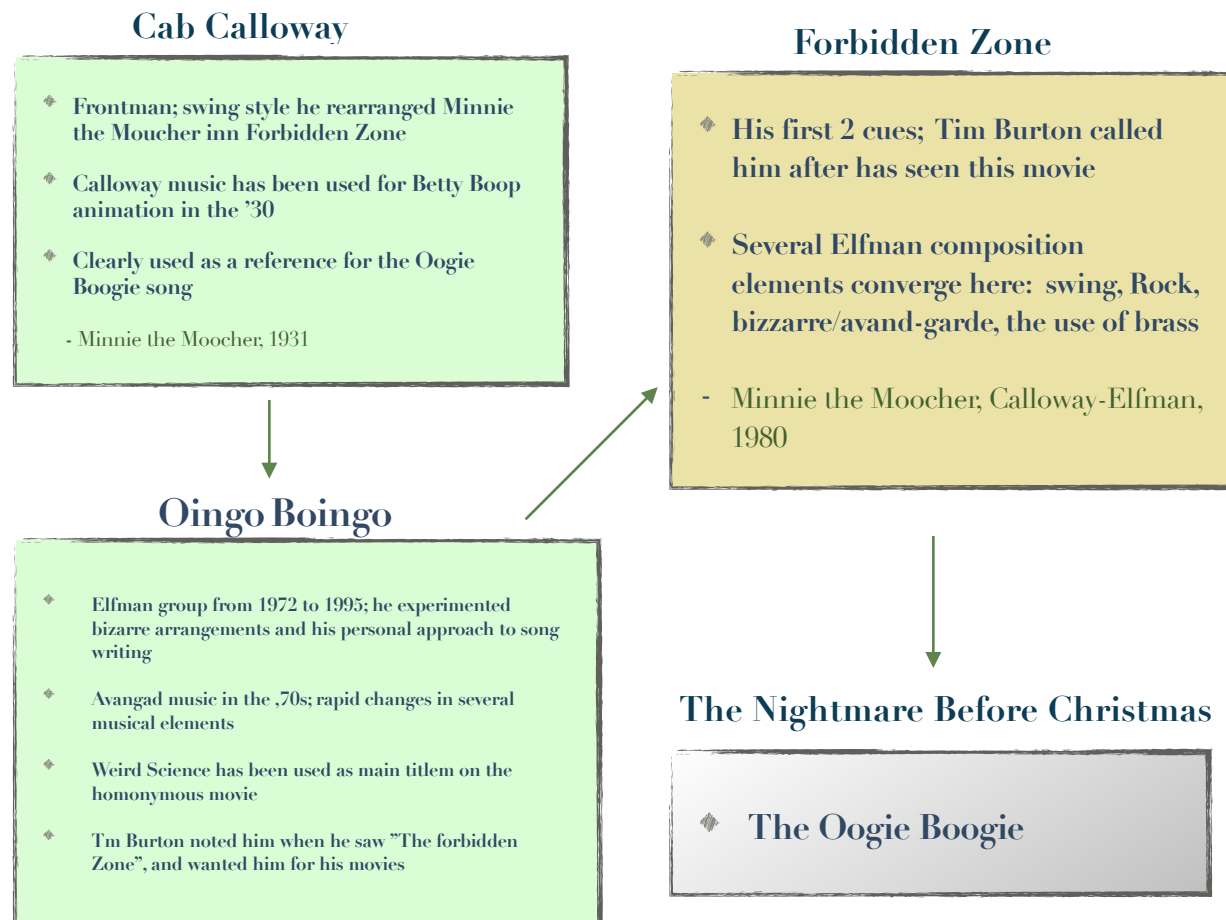 Cab Calloway
Frontman; swing style he rearranged Minnie
the Moucher inn Forbidden Zone
Calloway music has been used for Betty Boop
animation in the ’30
Clearly used as a reference for the Oogie
Boogie song
- Minnie the Moocher, 1931
Oingo Boingo
Elfman group from 1972 to 1995; he experimented
bizarre arrangements and his personal approach to song
writing
Avangad music in the ,70s; rapid changes in several
musical elements
Weird Science has been used as main titlem on the
homonymous movie
Tm Burton noted him when he saw ”The forbidden
Zone”, and wanted him for his movies
Forbidden Zone
His first 2 cues; Tim Burton called
him after has seen this movie
Several Elfman composition
elements converge here: swing, Rock,
bizzarre/avand-garde, the use of brass
- Minnie the Moocher, Calloway-Elfman,
1980
The Nightmare Before Christmas
The Oogie Boogie